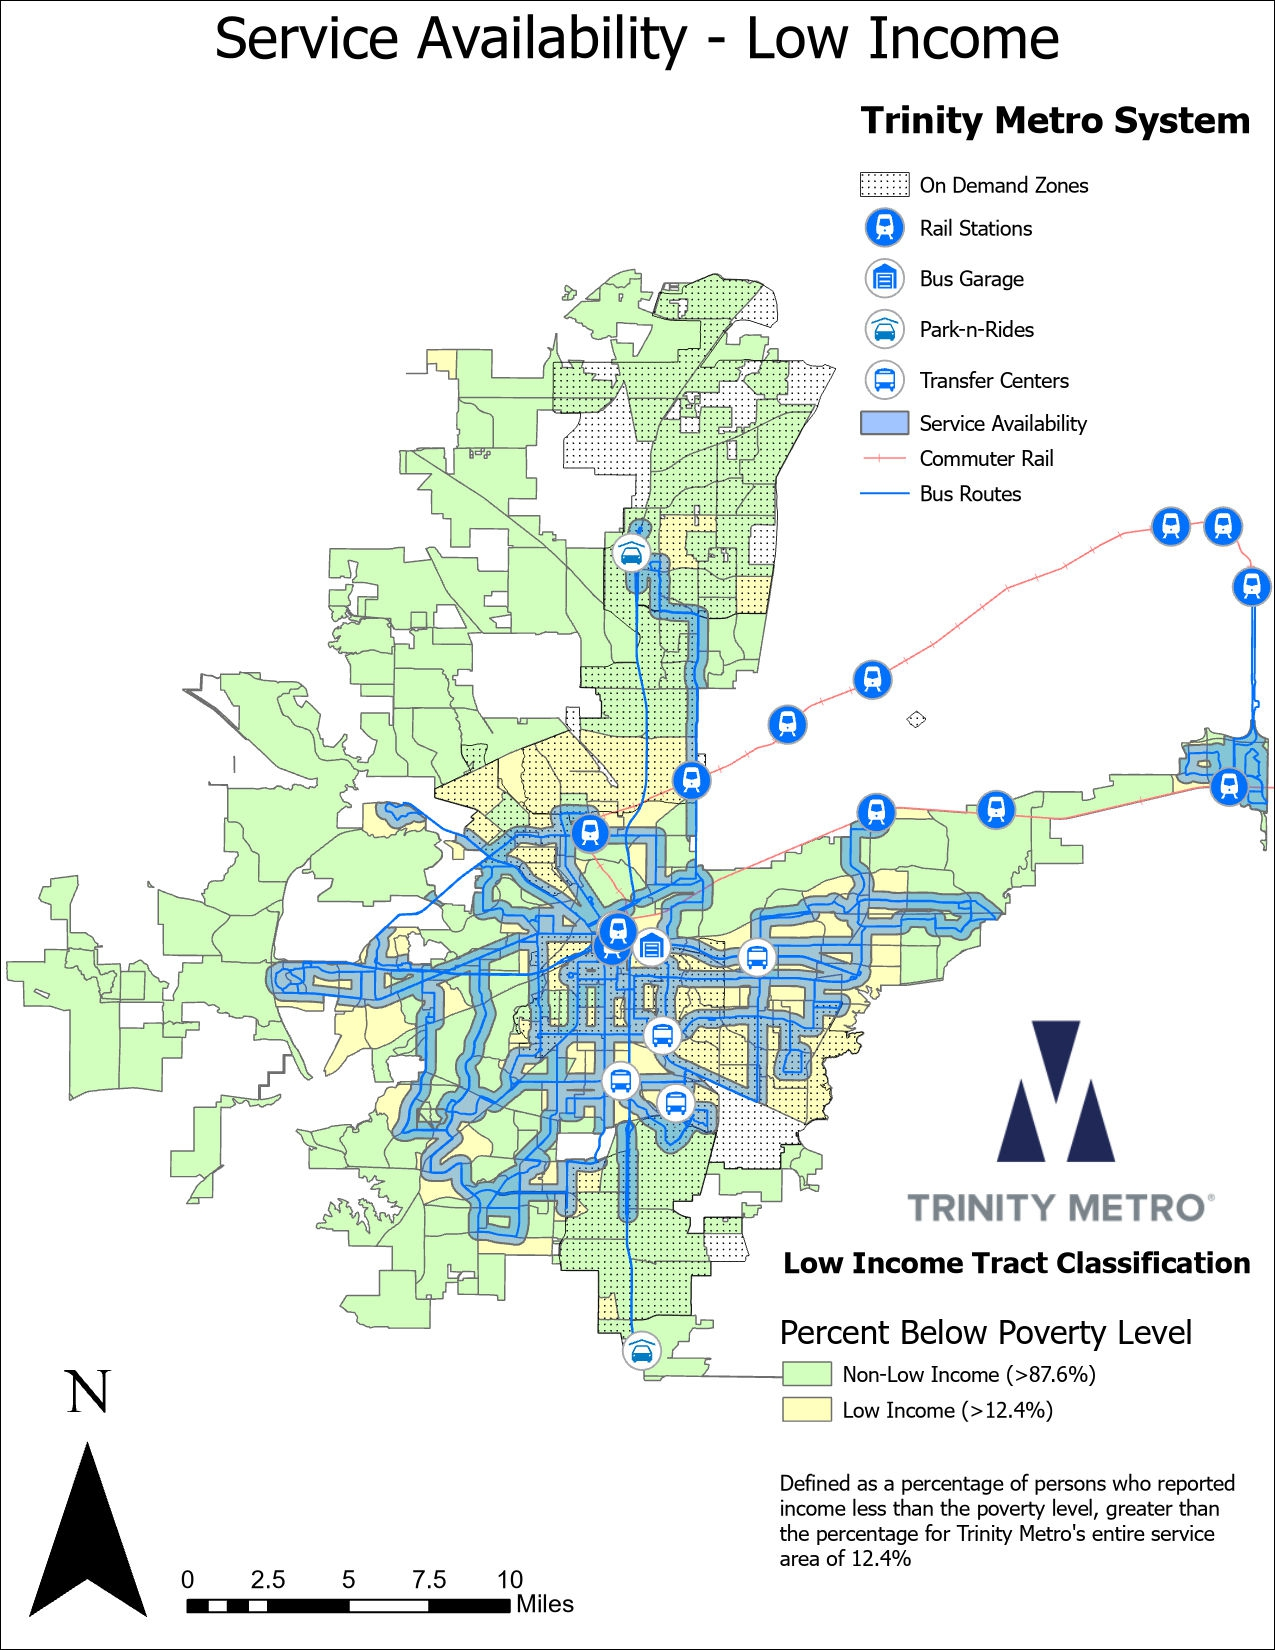 Service Availability - Low Income
Trinity Metro System
On Demand Zones
Rail Stations
Bus Garage
Park-n-Rides
Transfer Centers
Service Availability
Commuter Rail
Bus Routes
TRINITY METRO®
Low Income Tract Classification
Percent Below Poverty Level
Non-Low Income (>87.6%)
Low Income (>12.4%)
Defined as a percentage of persons who reported
income less than the poverty level, greater than
the percentage for Trinity Metro's entire service
area of 12.4%
N
0 2.5 5 7.5 10
Miles